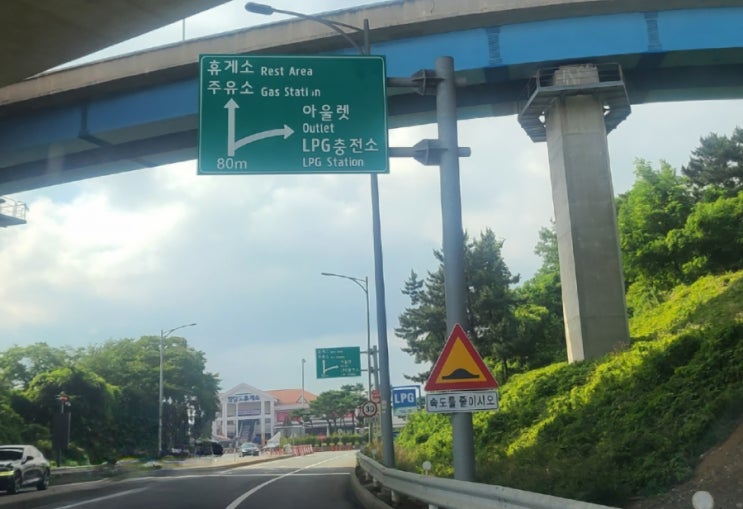 휴게소 Rest Area
주유소 Gas Station
아울렛
Outlet
LPG충전소
LPG Station
80m
LPG
속도를 줄이시오